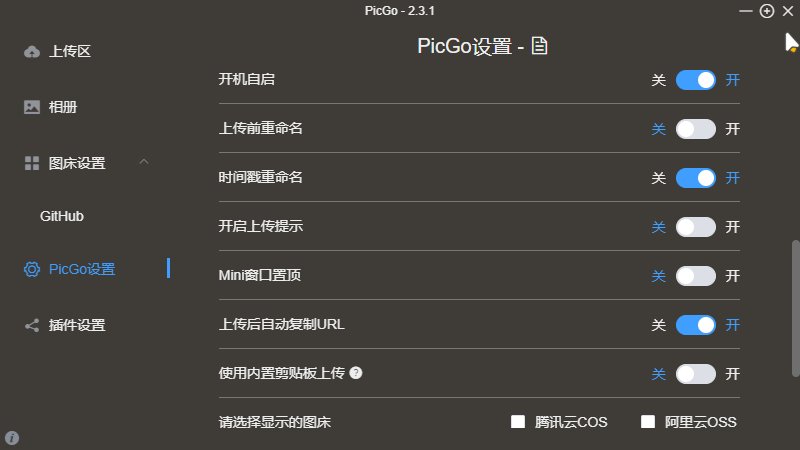 PicGo - 2.3.1
上传区
相册
图床设置
GitHub
PicGo设置
插件设置
PicGo设置 -
开机自启 关 开
上传前重命名 关 开
时间戳重命名 关 开
开启上传提示 关 开
Mini窗口置顶 关 开
上传后自动复制URL 关 开
使用内置剪贴板上传 ? 关 开
请选择显示的图床 腾讯云COS 阿里云OSS